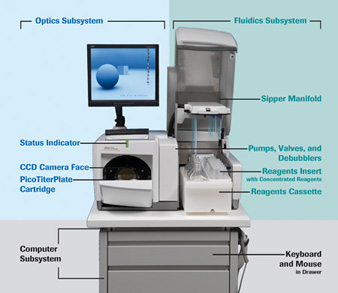 Optics Subsystem
Fluidics Subsystem
Sipper Manifold
Status Indicator
Pumps, Valves, and
Debubblers
CCD Camera Face
PicoTiterPlate
Cartridge
Reagents Insert
with Concentrated Reagents
Reagents Cassette
Computer
Subsystem
Keyboard
and Mouse
in Drawer